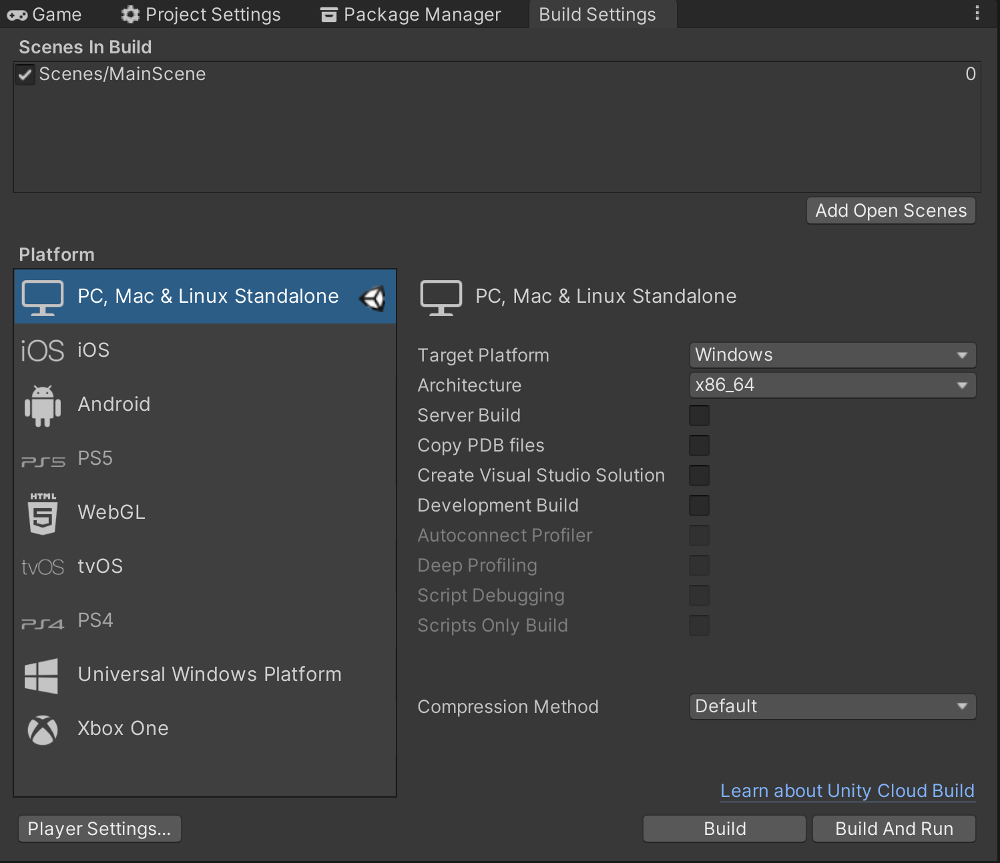 Game Project Settings Package Manager Build Settings
Scenes In Build
Scenes/MainScene 0
Add Open Scenes
Platform
PC, Mac & Linux Standalone
iOS iOS
Android
PS5 PS5
HTML
5 WebGL
tvOS tvOS
PS4 PS4
Universal Windows Platform
Xbox One
PC, Mac & Linux Standalone
Target Platform Windows
Architecture x86_64
Server Build
Copy PDB files
Create Visual Studio Solution
Development Build
Autoconnect Profiler
Deep Profiling
Script Debugging
Scripts Only Build
Compression Method Default
Learn about Unity Cloud Build
Player Settings... Build Build And Run